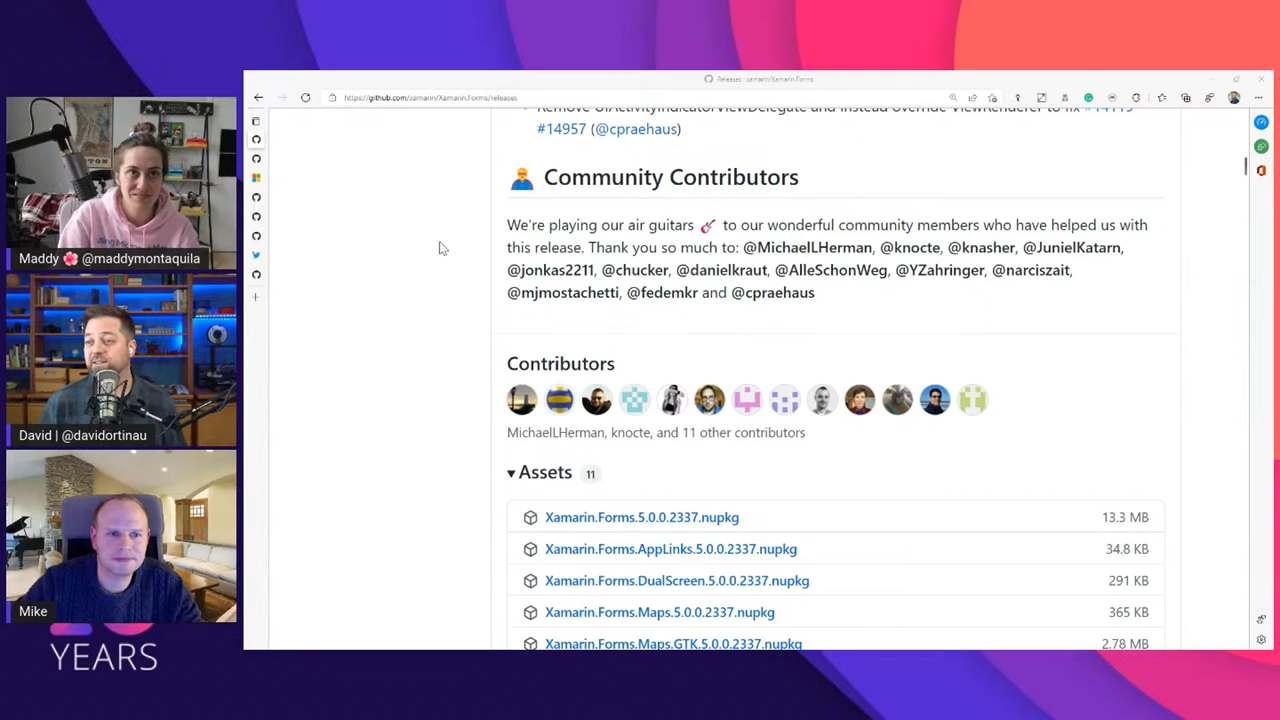 Releases · xamarin/Xamarin.Forms
https://github.com/xamarin/Xamarin.Forms/releases
#14957 (@cpraehaus)
Community Contributors
We're playing our air guitars 🎸 to our wonderful community members who have helped us with
this release. Thank you so much to: @MichaelLHerman, @knocte, @knasher, @JunielKatarn,
@jonkas2211, @chucker, @danielkraut, @AlleSchonWeg, @YZahringer, @narciszait,
@mjmostachetti, @fedemkr and @cpraehaus
Contributors
MichaelLHerman, knocte, and 11 other contributors
Assets 11
Xamarin.Forms.5.0.0.2337.nupkg 13.3 MB
Xamarin.Forms.AppLinks.5.0.0.2337.nupkg 34.8 KB
Xamarin.Forms.DualScreen.5.0.0.2337.nupkg 291 KB
Xamarin.Forms.Maps.5.0.0.2337.nupkg 365 KB
Xamarin.Forms.Maps.GTK.5.0.0.2337.nupkg 2.78 MB
Maddy 🌸 @maddymontaquila
David | @davidortinau
Mike
YEARS